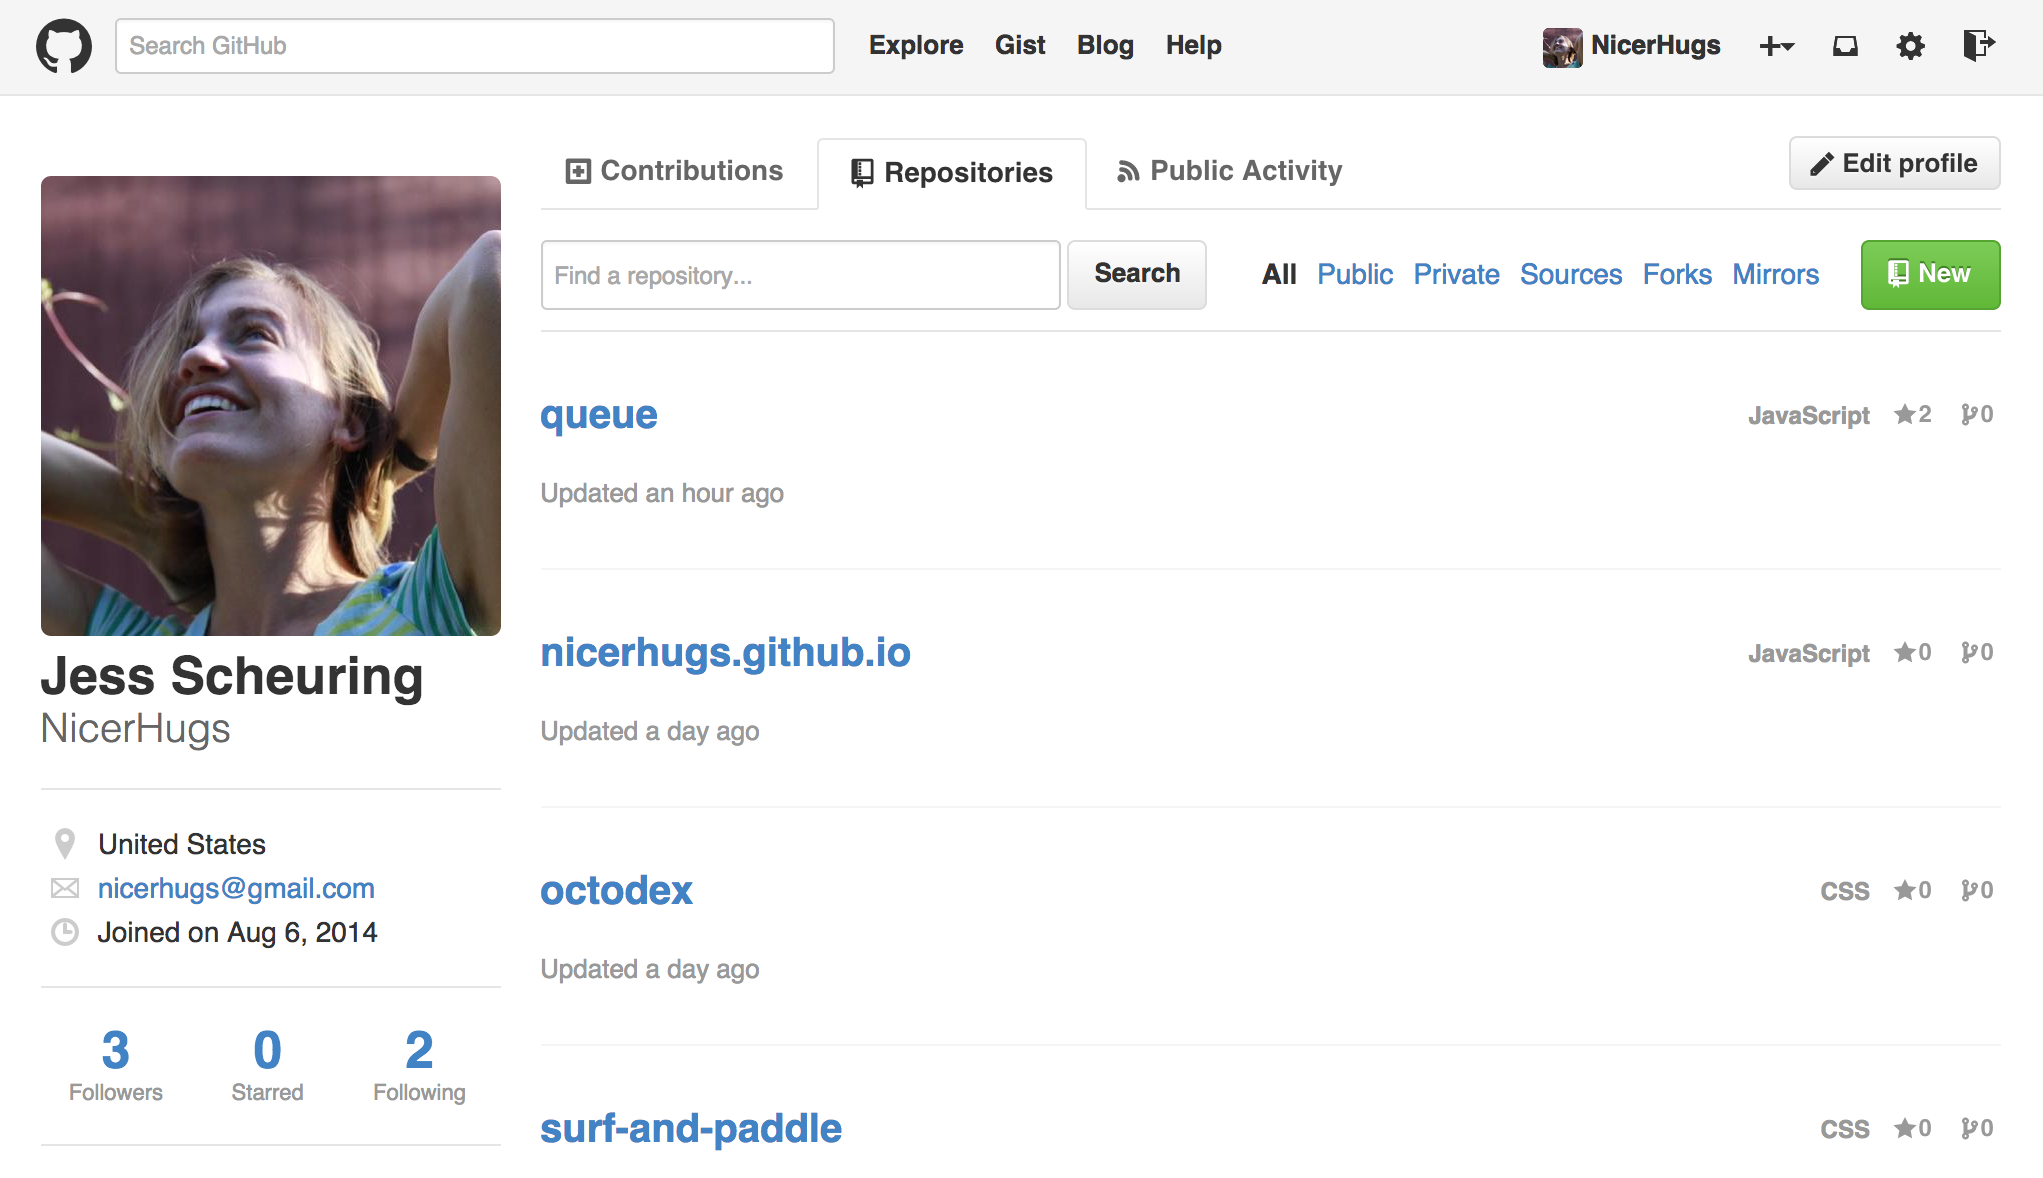 Search GitHub
Explore Gist Blog Help
NicerHugs
Contributions Repositories Public Activity
Edit profile
Find a repository...
Search
All Public Private Sources Forks Mirrors
New
Jess Scheuring
NicerHugs
United States
nicerhugs@gmail.com
Joined on Aug 6, 2014
3 0 2
Followers Starred Following
queue
JavaScript 2 0
Updated an hour ago
nicerhugs.github.io
JavaScript 0 0
Updated a day ago
octodex
CSS 0 0
Updated a day ago
surf-and-paddle
CSS 0 0